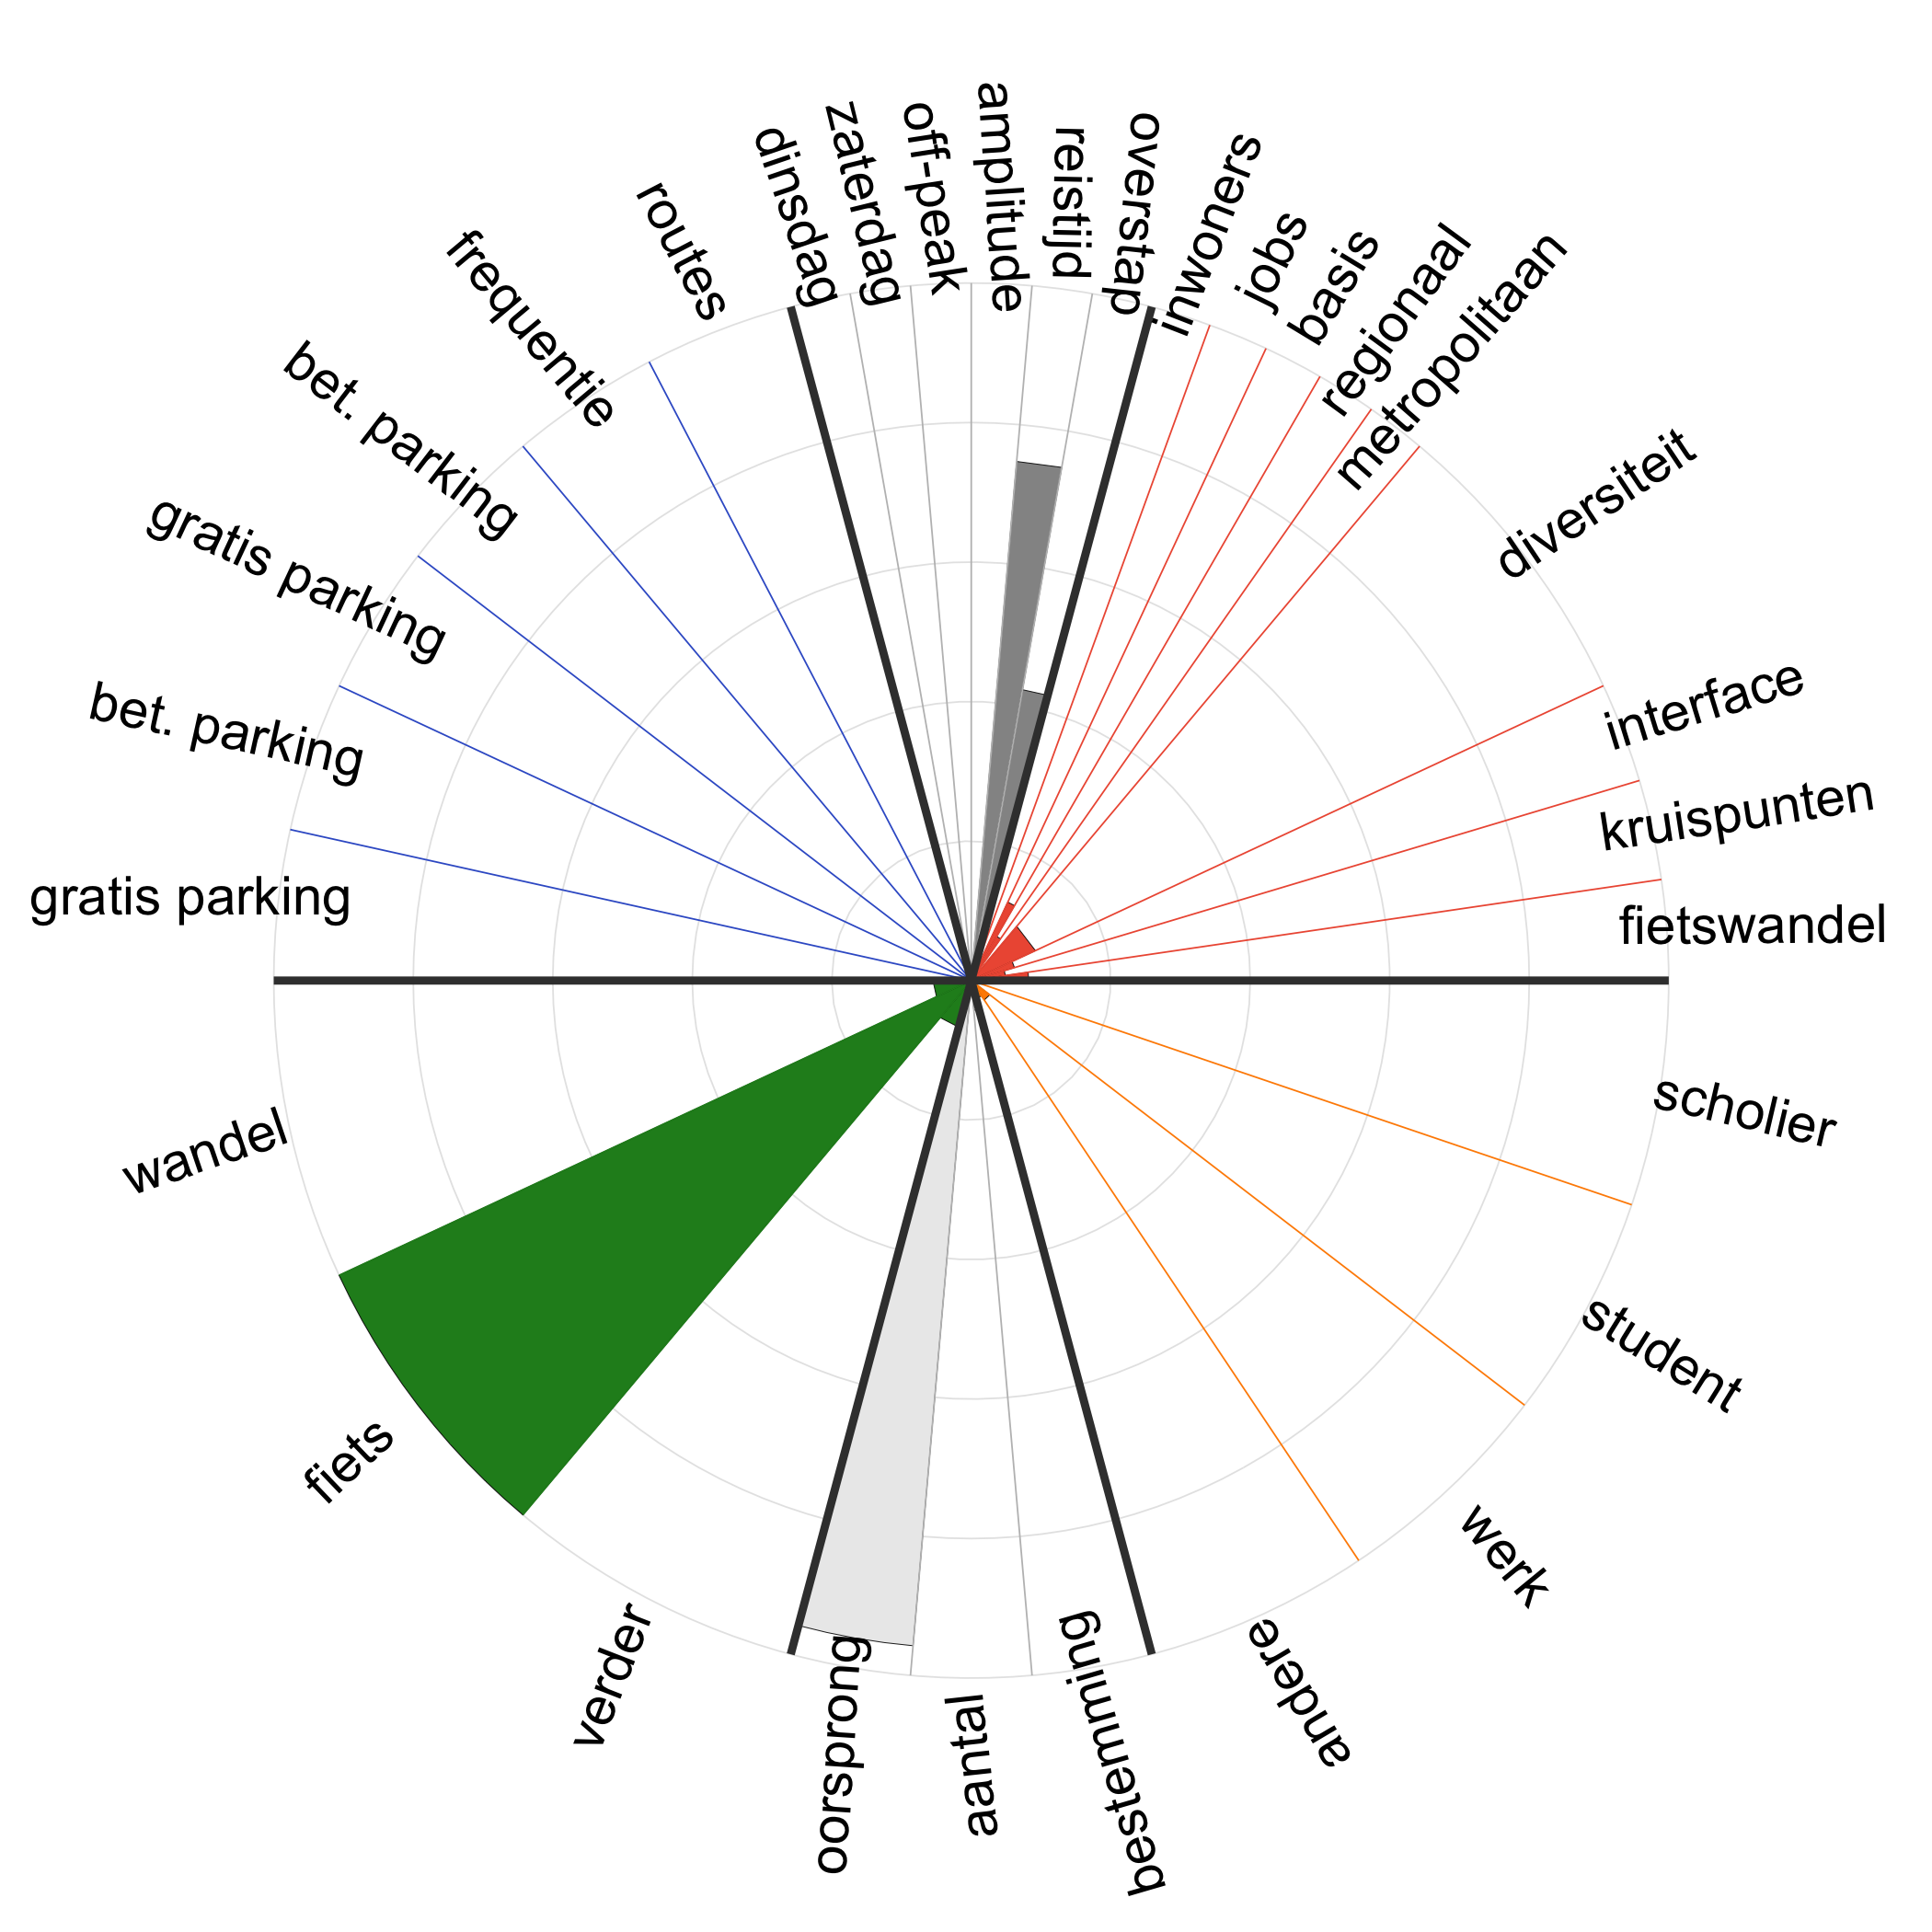 amplitude
reistijd
overstap
inwoners
jobs
basis
regionaal
metropolitaan
diversiteit
interface
kruispunten
fietswandel
scholier
student
werk
andere
bestemming
aantal
oorsprong
verder
fiets
wandel
gratis parking
bet. parking
gratis parking
bet. parking
frequentie
routes
dinsdag
zaterdag
off-peak